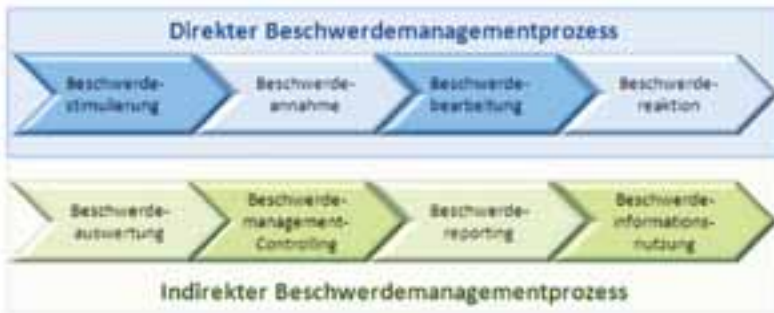 Direkter Beschwerdemanagementprozess
Beschwerde-
stimulierung
Beschwerde-
annahme
Beschwerde-
bearbeitung
Beschwerde-
reaktion
Beschwerde-
auswertung
Beschwerde-
management-
Controlling
Beschwerde-
reporting
Beschwerde-
informations-
nutzung
Indirekter Beschwerdemanagementprozess